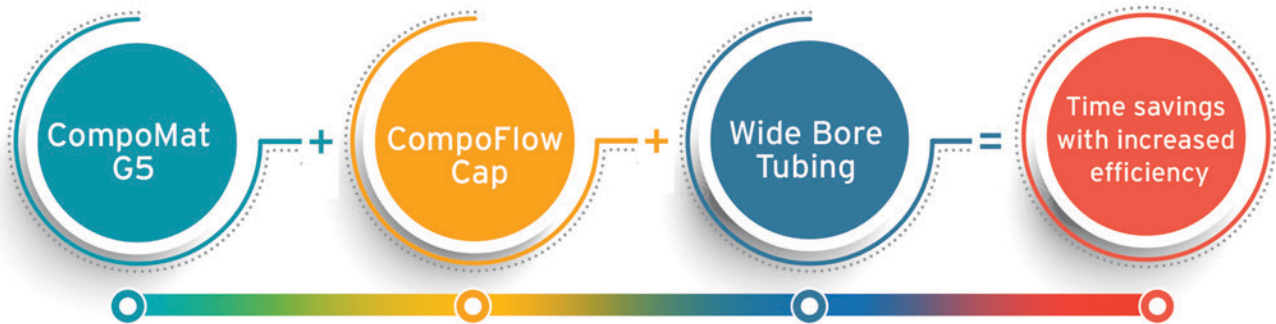 CompoMat
G5
+
CompoFlow
Cap
+
Wide Bore
Tubing
=
Time savings
with increased
efficiency